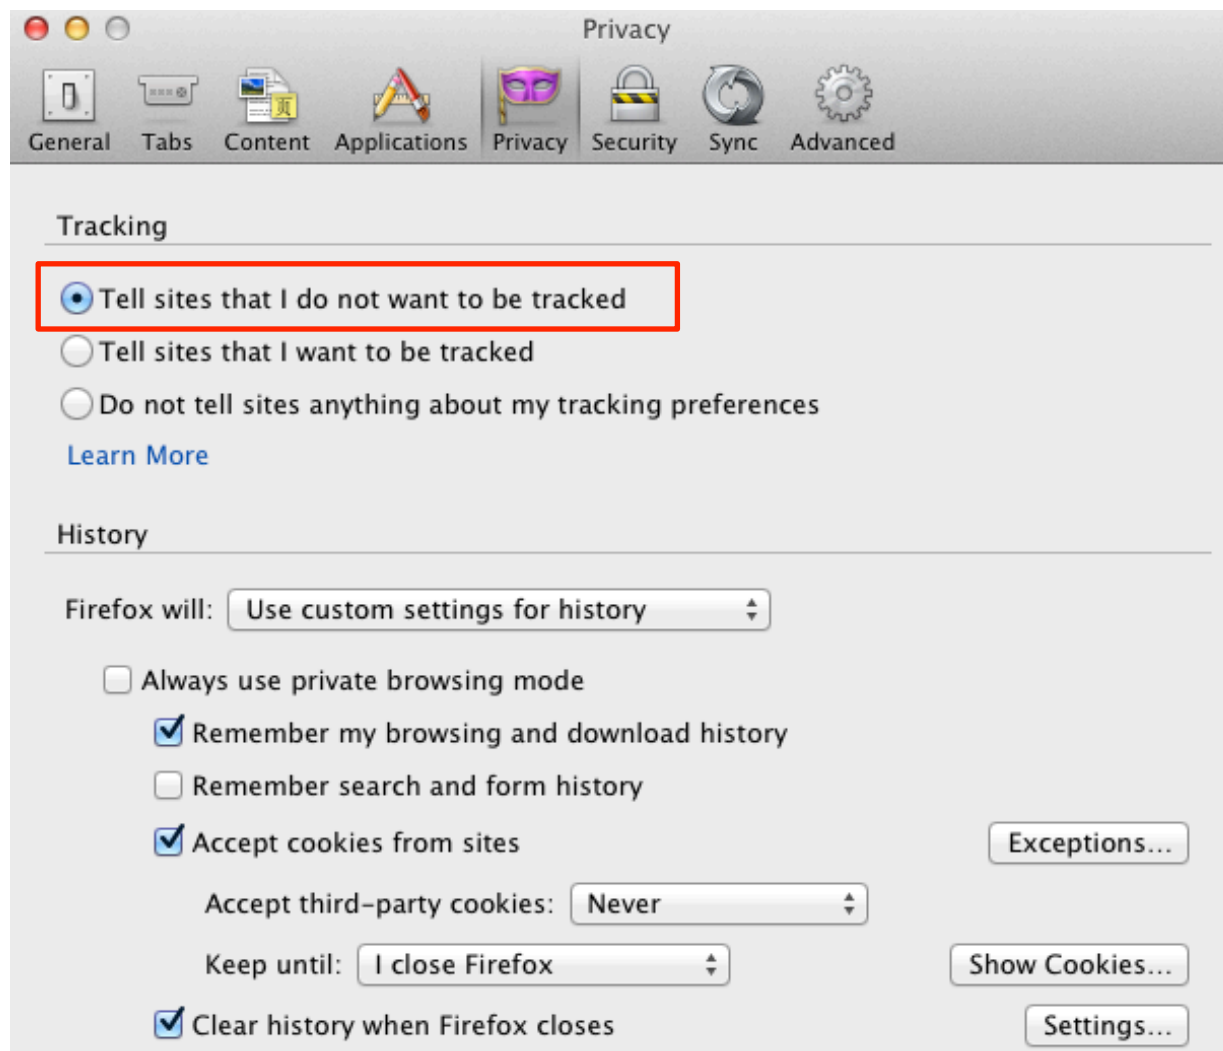 Privacy
General Tabs Content Applications Privacy Security Sync Advanced
Tracking
Tell sites that I do not want to be tracked
Tell sites that I want to be tracked
Do not tell sites anything about my tracking preferences
Learn More
History
Firefox will: Use custom settings for history
Always use private browsing mode
Remember my browsing and download history
Remember search and form history
Accept cookies from sites Exceptions...
Accept third-party cookies: Never
Keep until: I close Firefox Show Cookies...
Clear history when Firefox closes Settings...